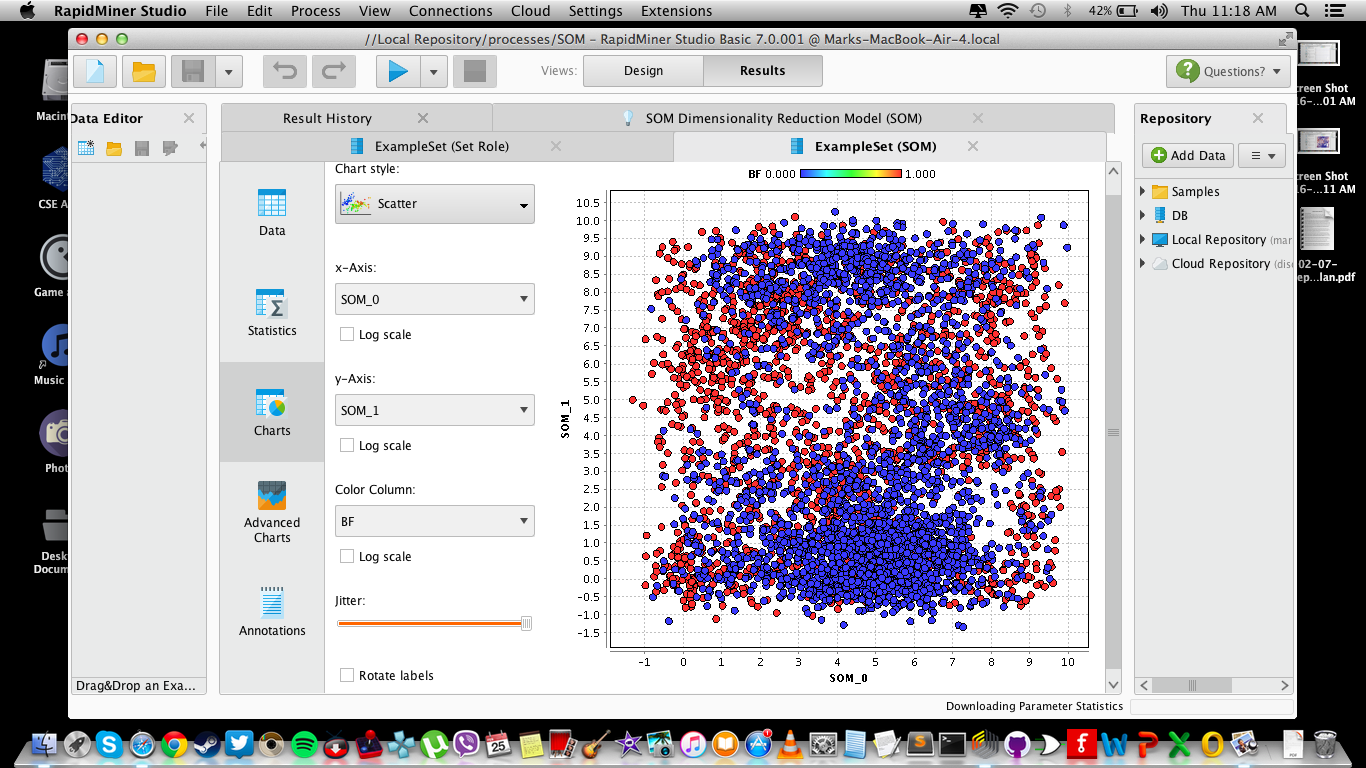 RapidMiner Studio File Edit Process View Connections Cloud Settings Extensions 42% Thu 11:18 AM
//Local Repository/processes/SOM – RapidMiner Studio Basic 7.0.001 @ Marks-MacBook-Air-4.local
Views: Design Results Questions?
Data Editor
Result History
SOM Dimensionality Reduction Model (SOM)
ExampleSet (Set Role)
ExampleSet (SOM)
Repository
Add Data
Samples
DB
Local Repository (mar
Cloud Repository (disc
Data
Statistics
Charts
Advanced
Charts
Annotations
Chart style:
Scatter
x-Axis:
SOM_0
Log scale
y-Axis:
SOM_1
Log scale
Color Column:
BF
Log scale
Jitter:
Rotate labels
BF 0.000 1.000
10.5
10.0
9.5
9.0
8.5
8.0
7.5
7.0
6.5
6.0
5.5
5.0
4.5
4.0
3.5
3.0
2.5
2.0
1.5
1.0
0.5
0.0
-0.5
-1.0
-1.5
SOM_1
-1 0 1 2 3 4 5 6 7 8 9 10
SOM_0
Drag&Drop an Exa...
Downloading Parameter Statistics
Macint
CSE A
Game a
Music
Phot
Desk
Docum
creen Shot
16-...01 AM
creen Shot
16-...11 AM
02-07-
ep...lan.pdf
25